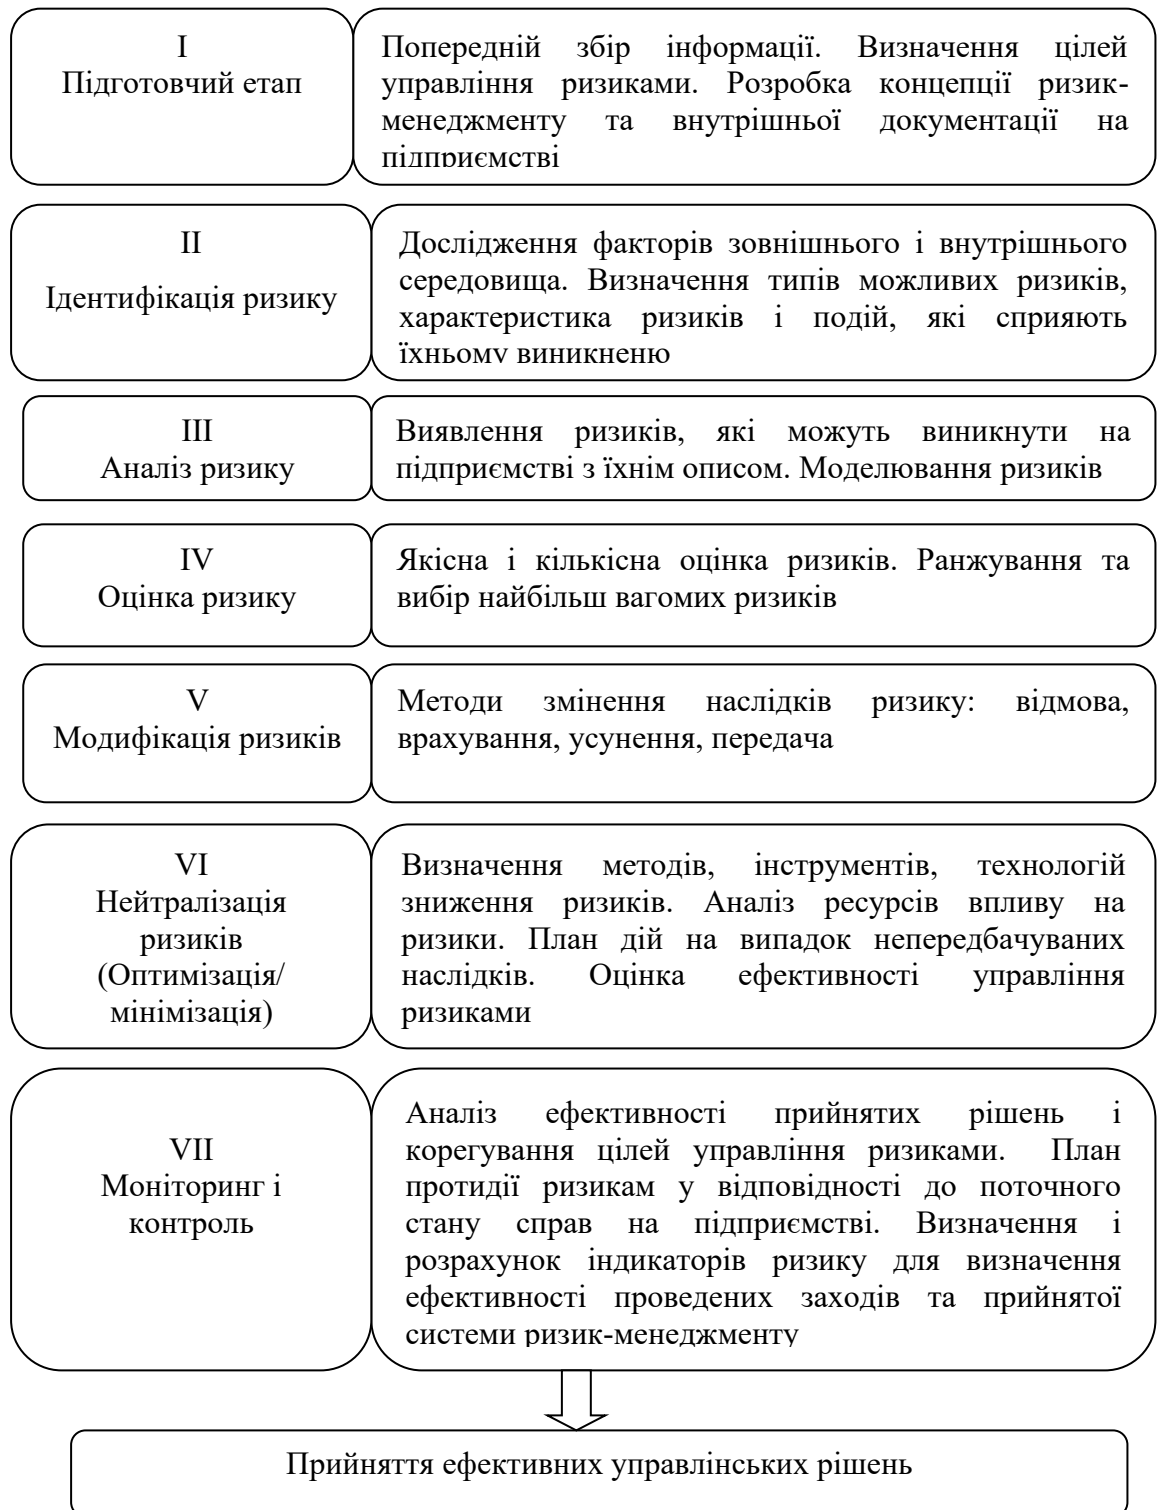 I
Підготовчий етап
Попередній збір інформації. Визначення цілей
управління ризиками. Розробка концепції ризик-
менеджменту та внутрішньої документації на
підприємстві
II
Ідентифікація ризику
Дослідження факторів зовнішнього і внутрішнього
середовища. Визначення типів можливих ризиків,
характеристика ризиків і подій, які сприяють
їхньому виникненю
III
Аналіз ризику
Виявлення ризиків, які можуть виникнути на
підприємстві з їхнім описом. Моделювання ризиків
IV
Оцінка ризику
Якісна і кількісна оцінка ризиків. Ранжування та
вибір найбільш вагомих ризиків
V
Модифікація ризиків
Методи змінення наслідків ризику: відмова,
врахування, усунення, передача
VI
Нейтралізація
ризиків
(Оптимізація/
мінімізація)
Визначення методів, інструментів, технологій
зниження ризиків. Аналіз ресурсів впливу на
ризики. План дій на випадок непередбачуваних
наслідків. Оцінка ефективності управління
ризиками
VII
Моніторинг і
контроль
Аналіз ефективності прийнятих рішень і
корегування цілей управління ризиками. План
протидії ризикам у відповідності до поточного
стану справ на підприємстві. Визначення і
розрахунок індикаторів ризику для визначення
ефективності проведених заходів та прийнятої
системи ризик-менеджменту
Прийняття ефективних управлінських рішень